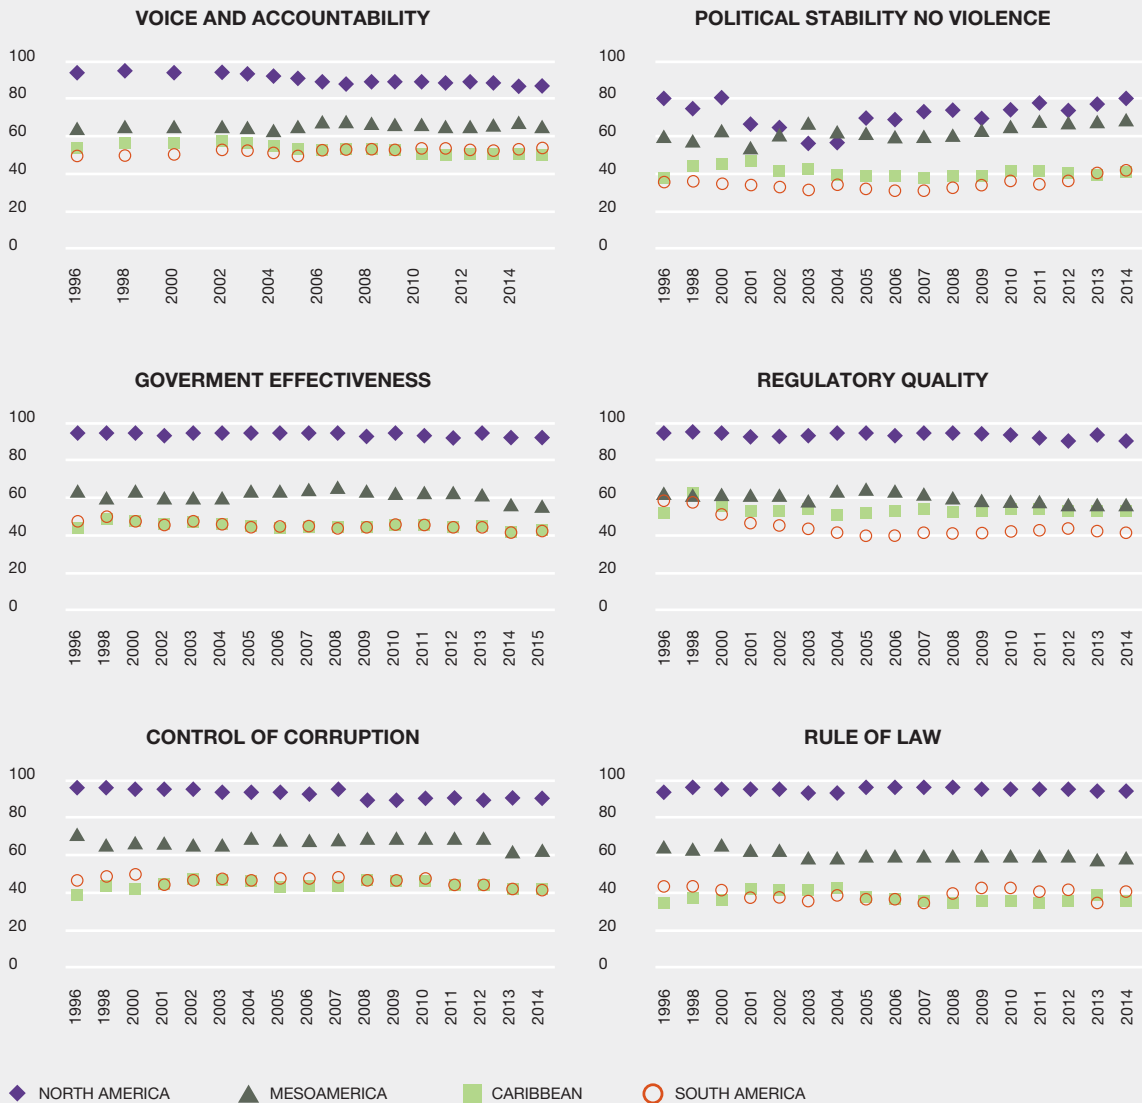 VOICE AND ACCOUNTABILITY
100
80
60
40
20
0
1996 1998 2000 2002 2004 2006 2008 2010 2012 2014
POLITICAL STABILITY NO VIOLENCE
100
80
60
40
20
0
1996 1998 2000 2001 2002 2003 2004 2005 2006 2007 2008 2009 2010 2011 2012 2013 2014
GOVERMENT EFFECTIVENESS
100
80
60
40
20
0
1996 1998 2000 2002 2003 2004 2005 2006 2007 2008 2009 2010 2011 2012 2013 2014 2015
REGULATORY QUALITY
100
80
60
40
20
0
1996 1998 2000 2001 2002 2003 2004 2005 2006 2007 2008 2009 2010 2011 2012 2013 2014
CONTROL OF CORRUPTION
100
80
60
40
20
0
1996 1998 2000 2001 2002 2003 2004 2005 2006 2007 2008 2009 2010 2011 2012 2013 2014
RULE OF LAW
100
80
60
40
20
0
1996 1998 2000 2001 2002 2003 2004 2005 2006 2007 2008 2009 2010 2011 2012 2013 2014
NORTH AMERICA MESOAMERICA CARIBBEAN SOUTH AMERICA